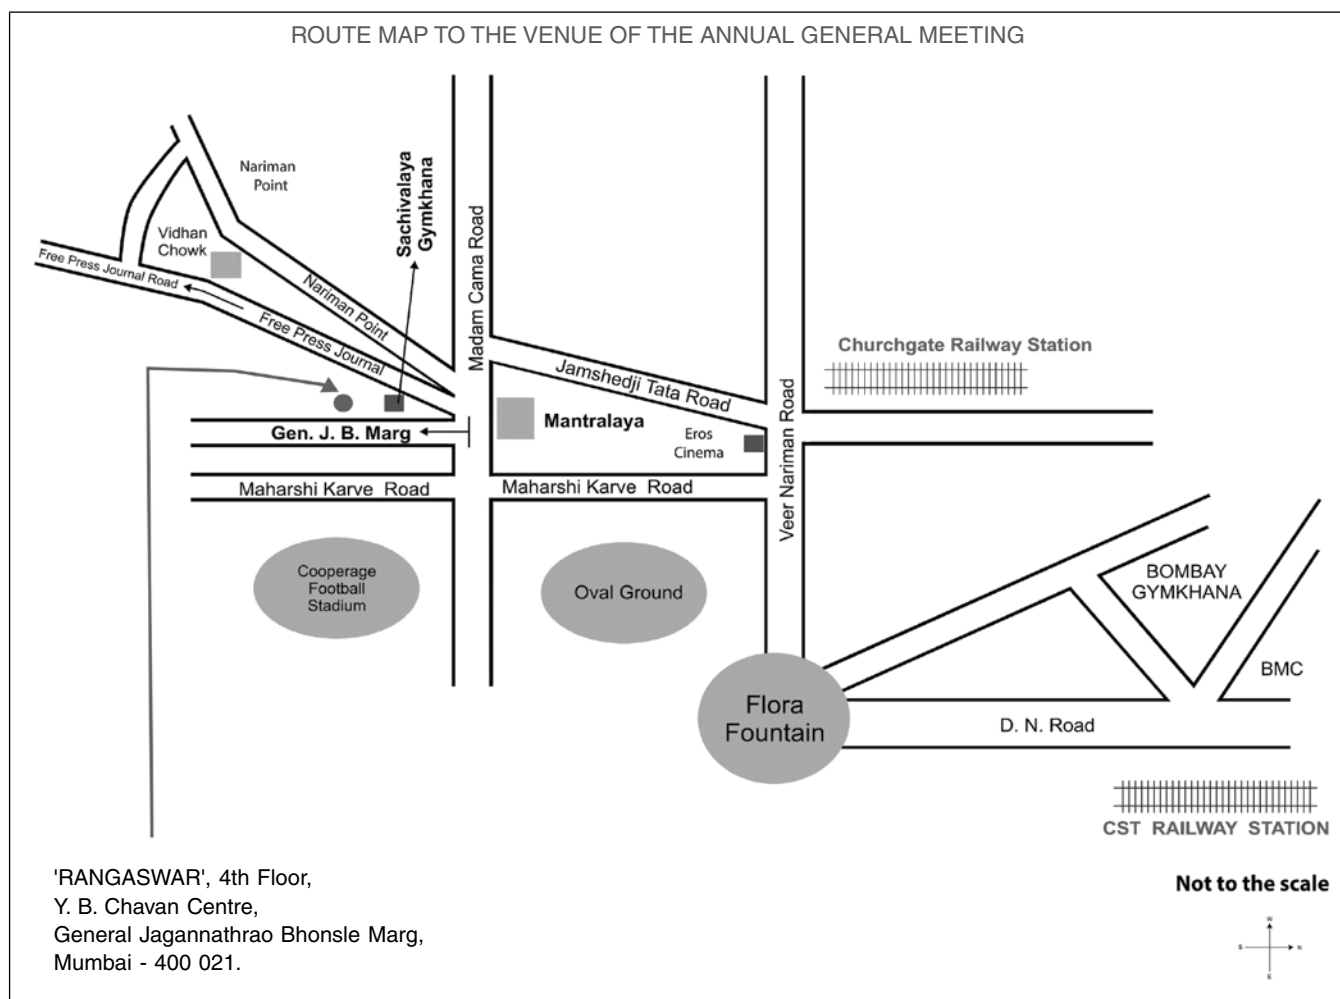 ROUTE MAP TO THE VENUE OF THE ANNUAL GENERAL MEETING
Nariman
Point
Sachivalaya
Gymkhana
Vidhan
Chowk
Free Press Journal Road
Nariman Point
Free Press Journal
Madam Cama Road
Jamshedji Tata Road
Churchgate Railway Station
Veer Nariman Road
Gen. J. B. Marg
Mantralaya
Eros
Cinema
Maharshi Karve Road
Maharshi Karve Road
Cooperage
Football
Stadium
Oval Ground
BOMBAY
GYMKHANA
BMC
Flora
Fountain
D. N. Road
CST RAILWAY STATION
'RANGASWAR', 4th Floor,
Y. B. Chavan Centre,
General Jagannathrao Bhonsle Marg,
Mumbai - 400 021.
Not to the scale
W
S
N
E